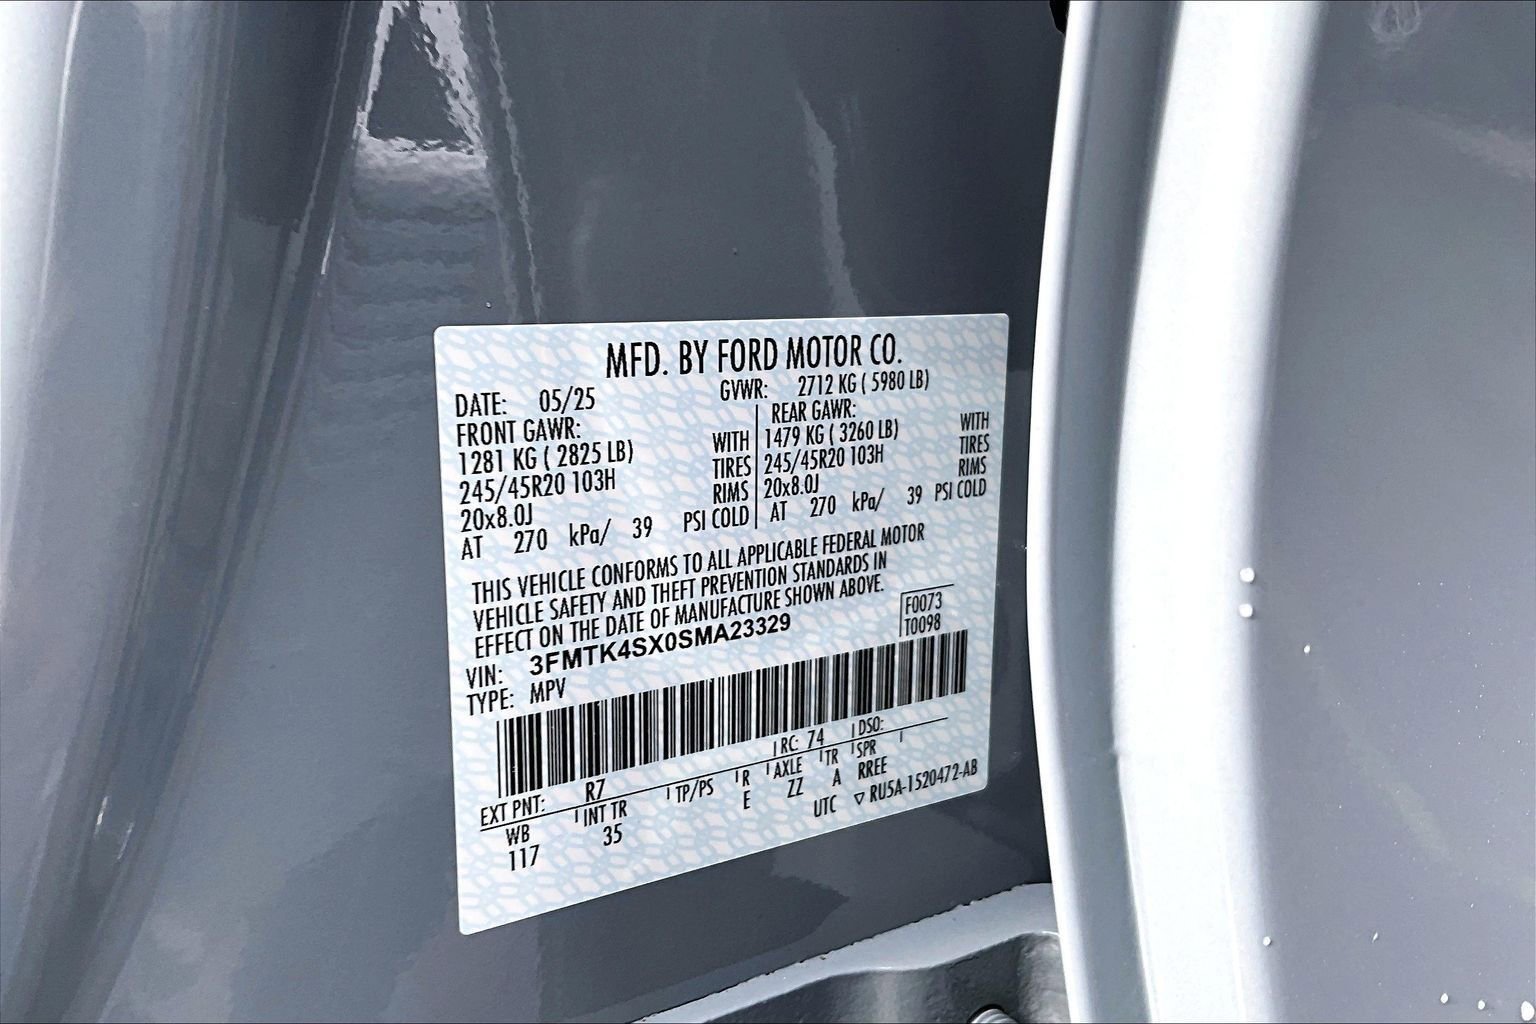 MFD. BY FORD MOTOR CO.
DATE: 05/25 GVWR: 2712 KG ( 5980 LB)
FRONT GAWR: REAR GAWR:
1281 KG ( 2825 LB) WITH 1479 KG ( 3260 LB) WITH
245/45R20 103H TIRES 245/45R20 103H TIRES
20x8.0J RIMS 20x8.0J RIMS
AT 270 kPa/ 39 PSI COLD AT 270 kPa/ 39 PSI COLD
THIS VEHICLE CONFORMS TO ALL APPLICABLE FEDERAL MOTOR
VEHICLE SAFETY AND THEFT PREVENTION STANDARDS IN
EFFECT ON THE DATE OF MANUFACTURE SHOWN ABOVE.
F0073
VIN: 3FMTK4SX0SMA23329 T0098
TYPE: MPV
EXT PNT: R7 RC: 74 DSO:
WB INT TR TP/PS R AXLE TR SPR
117 35 E ZZ A RREE
UTC ▽ RU5A-1520472-AB